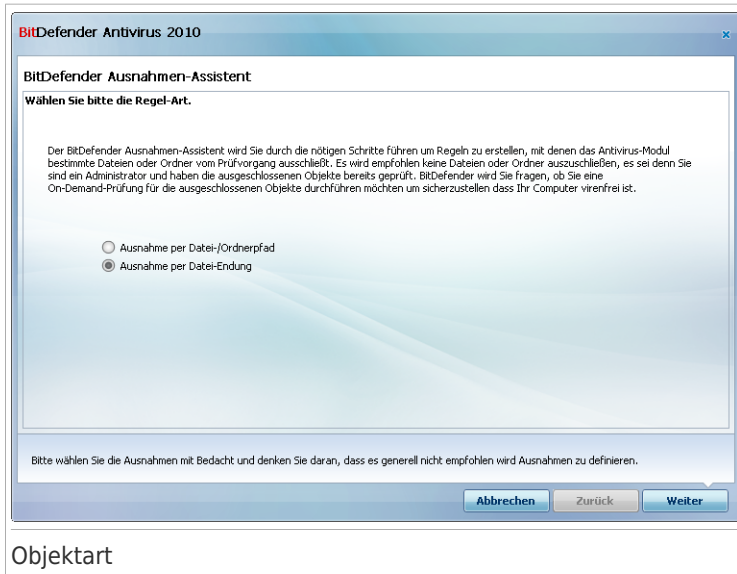 BitDefender Antivirus 2010
BitDefender Ausnahmen-Assistent
Wählen Sie bitte die Regel-Art.
Der BitDefender Ausnahmen-Assistent wird Sie durch die nötigen Schritte führen um Regeln zu erstellen, mit denen das Antivirus-Modul
bestimmte Dateien oder Ordner vom Prüfvorgang ausschließt. Es wird empfohlen keine Dateien oder Ordner auszuschließen, es sei denn Sie
sind ein Administrator und haben die ausgeschlossenen Objekte bereits geprüft. BitDefender wird Sie fragen, ob Sie eine
On-Demand-Prüfung für die ausgeschlossenen Objekte durchführen möchten um sicherzustellen dass Ihr Computer virenfrei ist.
Ausnahme per Datei-/Ordnerpfad
Ausnahme per Datei-Endung
Bitte wählen Sie die Ausnahmen mit Bedacht und denken Sie daran, dass es generell nicht empfohlen wird Ausnahmen zu definieren.
Abbrechen Zurück Weiter
Objektart